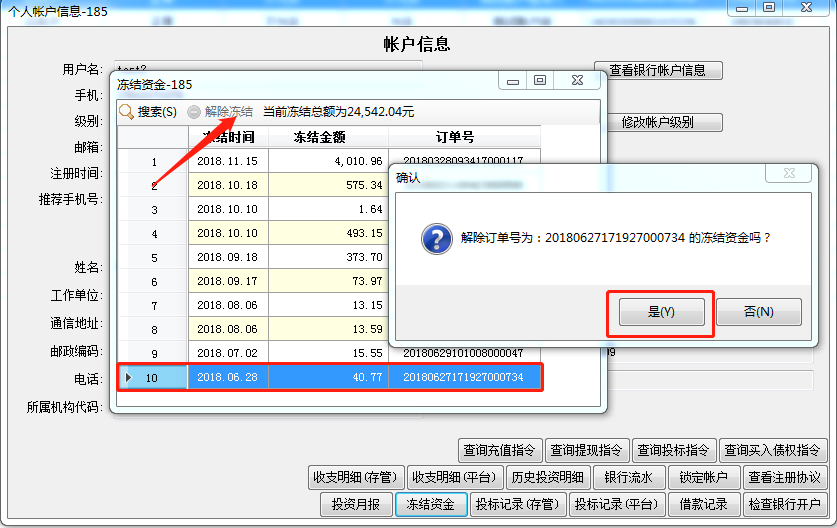 个人帐户信息-185
帐户信息
用户名:
查看银行帐户信息
手机:
级别:
修改帐户级别
邮箱:
注册时间:
推荐手机号:
姓名:
工作单位:
通信地址:
邮政编码:
电话:
所属机构代码:
冻结资金-185
搜索(S) 解除冻结 当前冻结总额为24,542.04元
冻结时间 冻结金额 订单号
1 2018.11.15 4,010.96 20180328093417000117
2 2018.10.18 575.34
3 2018.10.10 1.64
4 2018.10.10 493.15
5 2018.09.18 373.70
6 2018.09.17 73.97
7 2018.08.06 13.15
8 2018.08.06 13.59
9 2018.07.02 15.55 20180629101008000047
10 2018.06.28 40.77 20180627171927000734
确认
解除订单号为：20180627171927000734 的冻结资金吗？
是(Y) 否(N)
查询充值指令 查询提现指令 查询投标指令 查询买入债权指令
收支明细(存管) 收支明细(平台) 历史投资明细 银行流水 锁定帐户 查看注册协议
投资月报 冻结资金 投标记录(存管) 投标记录(平台) 借款记录 检查银行开户